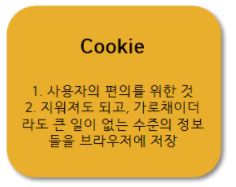 Cookie
1. 사용자의 편의를 위한 것
2. 지워져도 되고, 가로채이더
라도 큰 일이 없는 수준의 정보
들을 브라우저에 저장